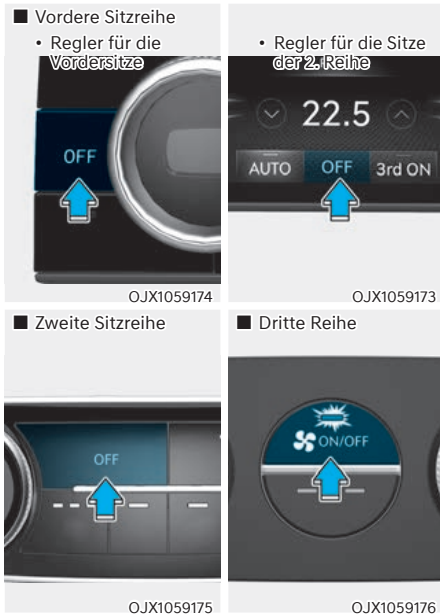 ■ Vordere Sitzreihe
• Regler für die
Vordersitze
OFF
OJX1059174
• Regler für die Sitze
der 2. Reihe
22.5
AUTO OFF 3rd ON
OJX1059173
■ Zweite Sitzreihe
OFF
OJX1059175
■ Dritte Reihe
ON/OFF
OJX1059176